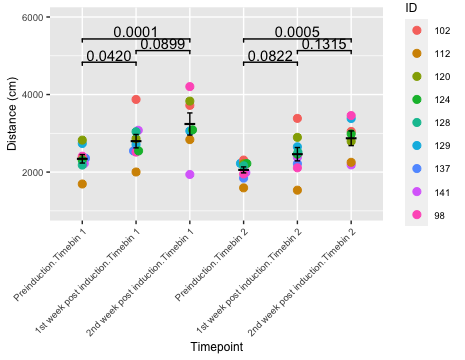 6000
4000
2000
Distance (cm)
0.0001
0.0899
0.0420
0.0005
0.1315
0.0822
Preinduction.Timebin 1
1st week post induction.Timebin 1
2nd week post induction.Timebin 1
Preinduction.Timebin 2
1st week post induction.Timebin 2
2nd week post induction.Timebin 2
Timepoint
ID
102
112
120
124
128
129
137
141
98